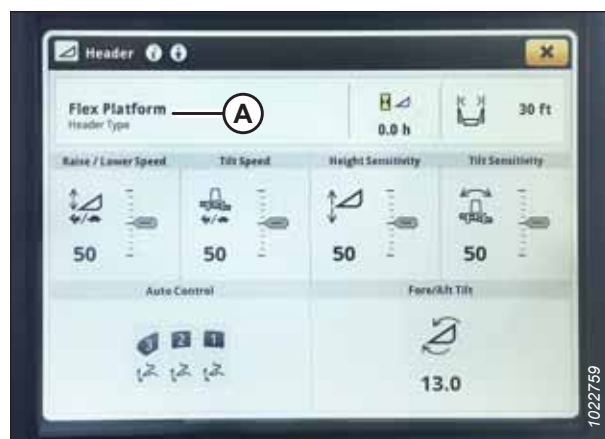 Header
Flex Platform
Header Type
A
0.0 h
30 ft
Raise / Lower Speed
Tilt Speed
Height Sensitivity
Tilt Sensitivity
50
50
50
50
Auto Control
Fore/Aft Tilt
3 2 1
13.0
1022759